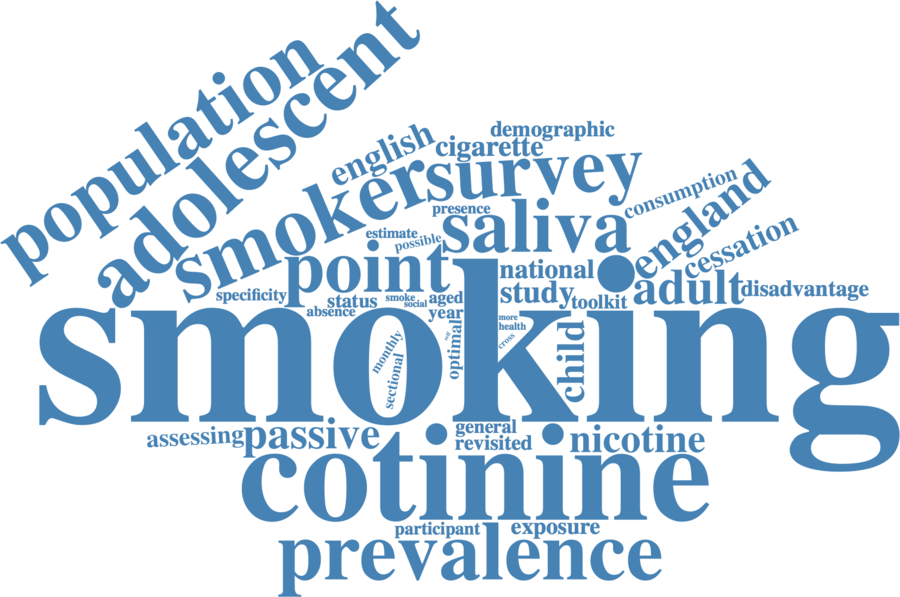 population
adolescent
smoker
english
cigarette
demographic
survey
presence
saliva
consumption
england
cessation
estimate
possible
point
national
study
toolkit
adult
disadvantage
specificity
status
absence
smoke
social
aged
year
smoking
monthly
sectional
optimal
more
health
cross
child
assessing
passive
general
revisited
nicotine
cotinine
participant
exposure
prevalence